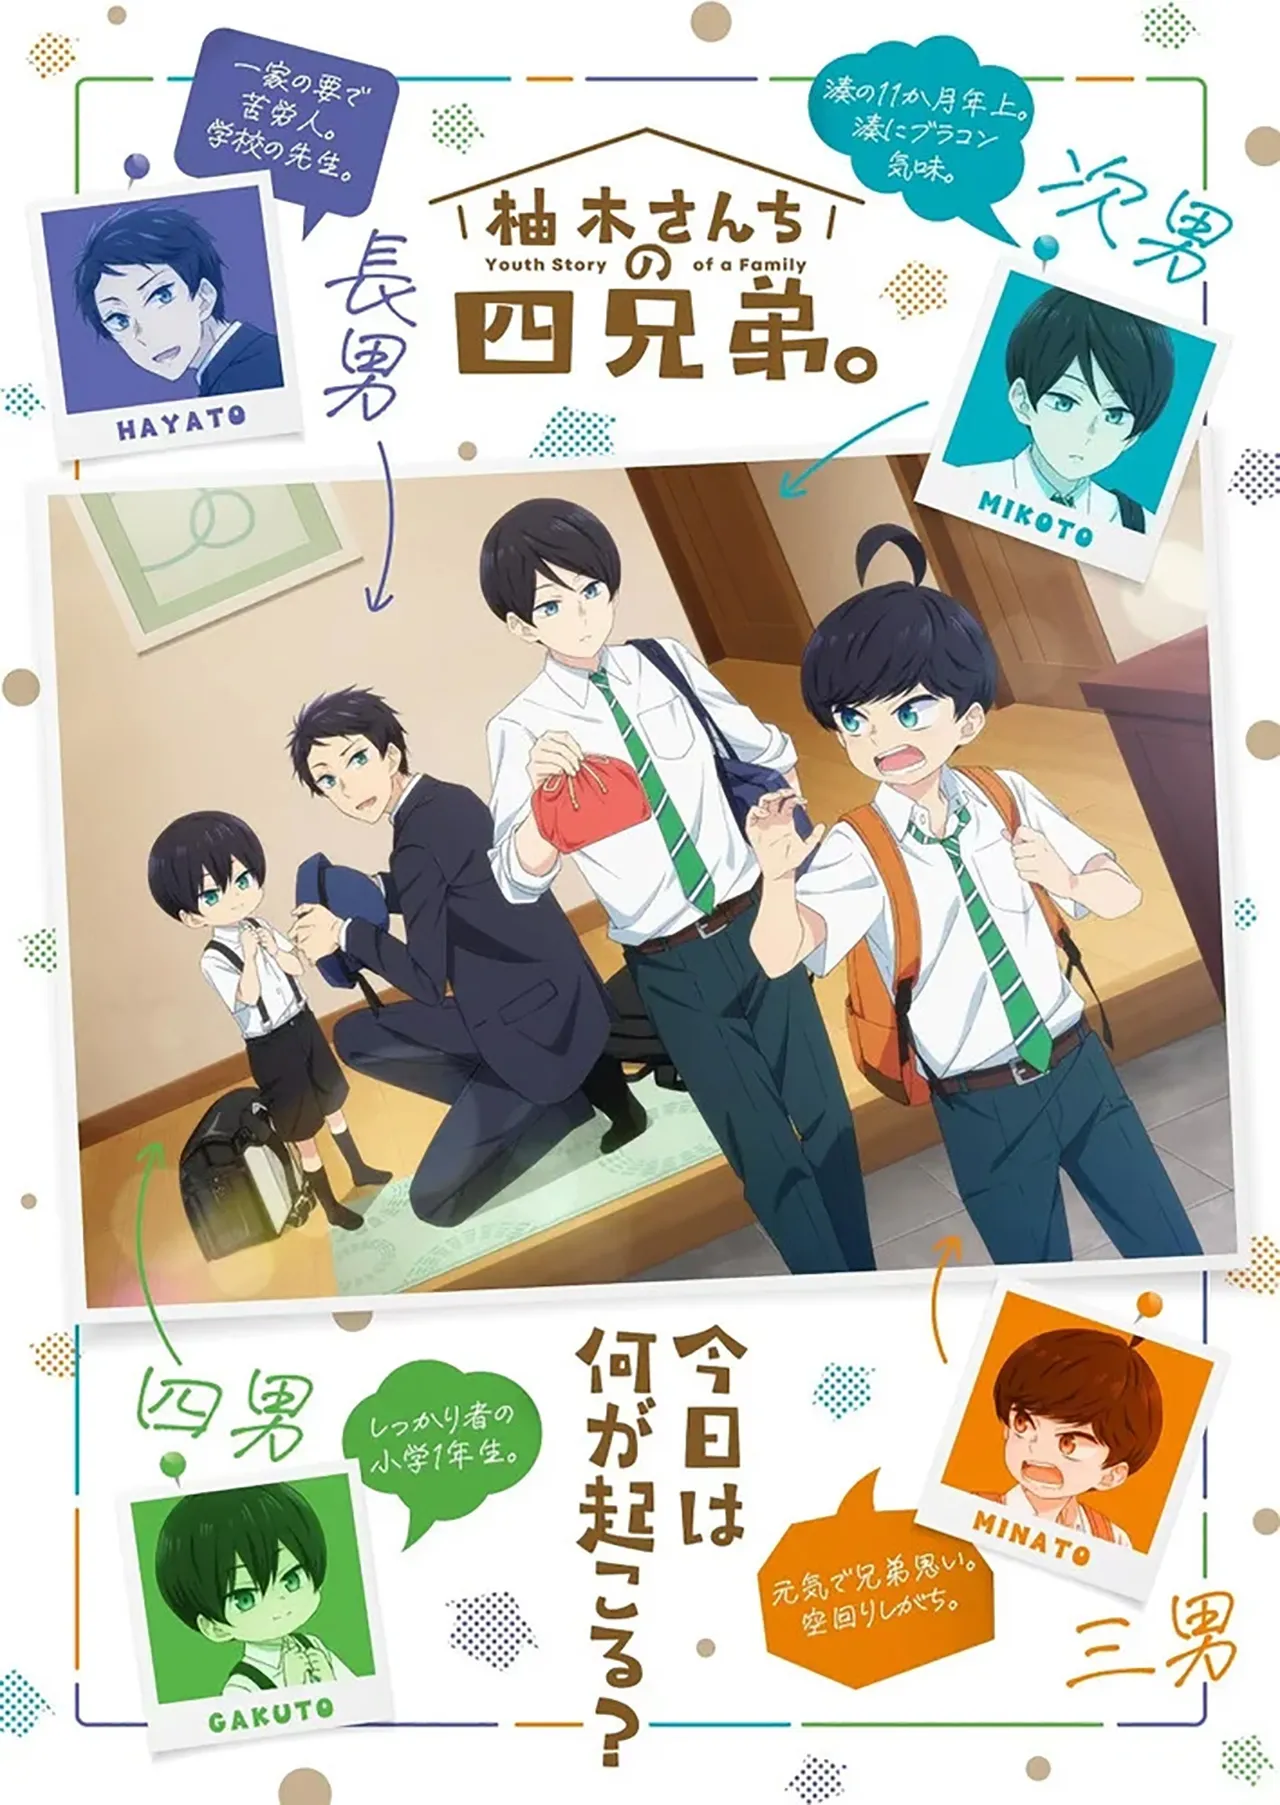 一家の要で
苦労人。
学校の先生。
長男
HAYATO
柚木さんち
Youth Story の of a Family
四兄弟。
湊の11か月年上。
湊にブラコン
気味。
次男
MIKOTO
四男
しっかり者の
小学1年生。
GAKUTO
今日は
何が起こる?
MINATO
元気で兄弟思い。
空回りしがち。
三男